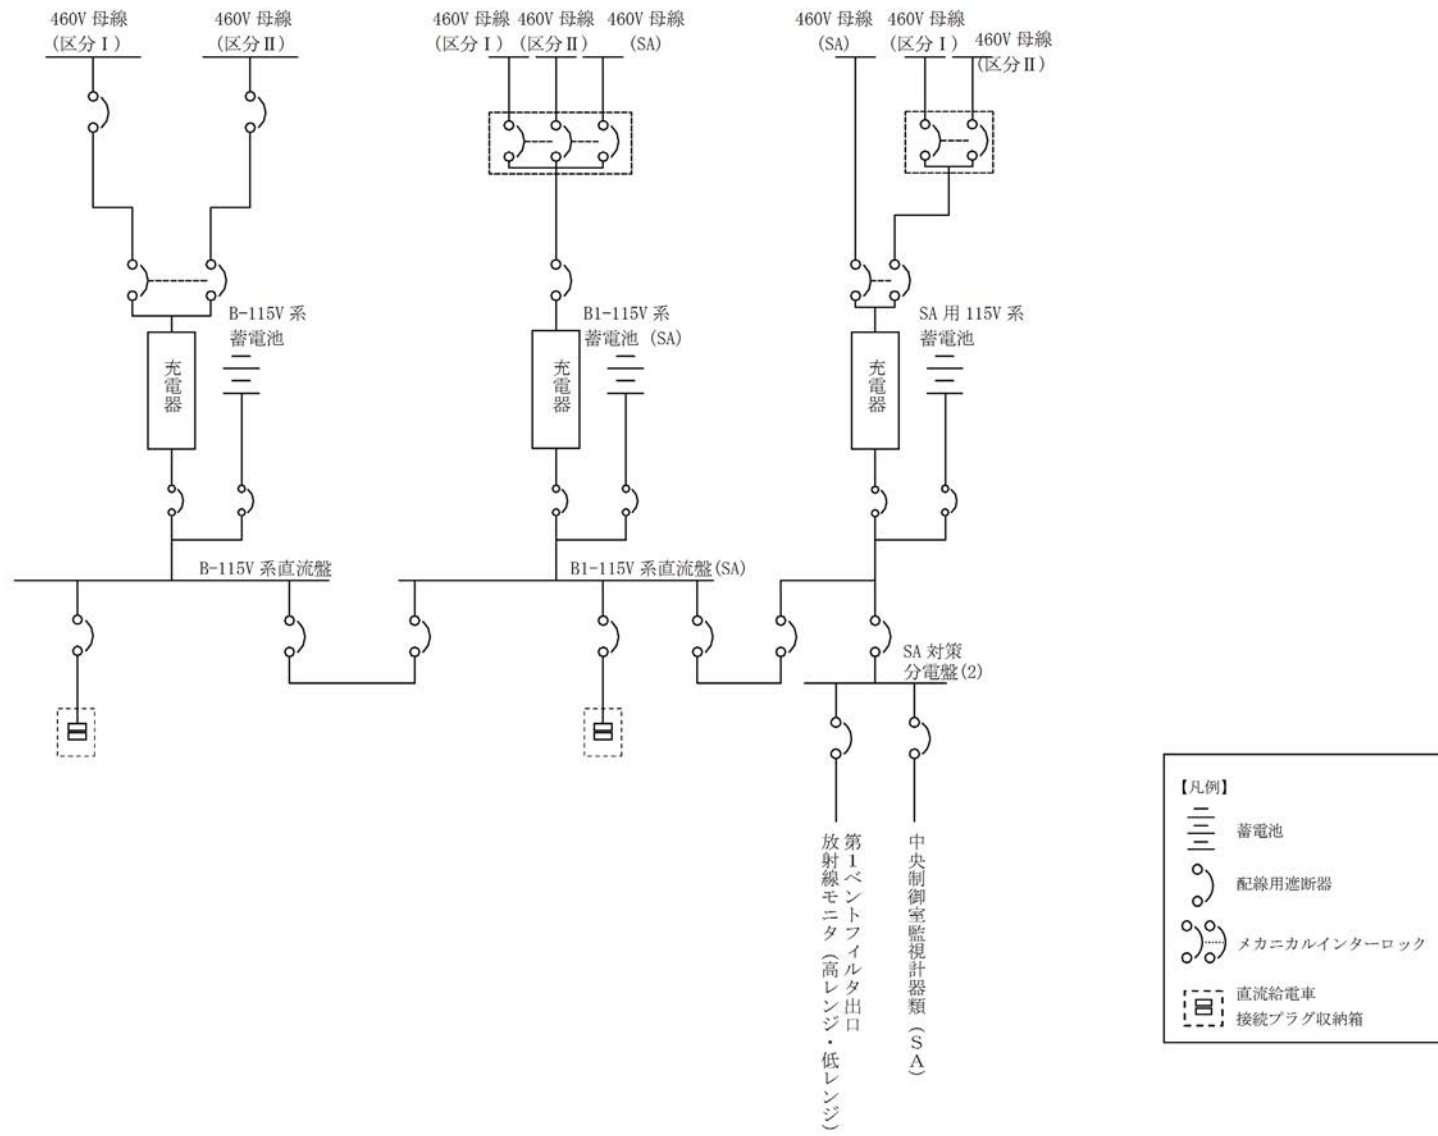 460V 母線
(区分Ⅰ)
460V 母線
(区分Ⅱ)
460V 母線
(区分Ⅰ)
460V 母線
(区分Ⅱ)
460V 母線
(SA)
460V 母線
(SA)
460V 母線
(区分Ⅰ)
460V 母線
(区分Ⅱ)
B-115V 系
蓄電池
充電器
B1-115V 系
蓄電池 (SA)
充電器
SA 用 115V 系
蓄電池
充電器
B-115V 系直流盤
B1-115V 系直流盤(SA)
SA 対策
分電盤(2)
第1ベントフィルタ出口
放射線モニタ（高レンジ・低レンジ）
中央制御室監視計器類（SA）
【凡例】
蓄電池
配線用遮断器
メカニカルインターロック
直流給電車
接続プラグ収納箱